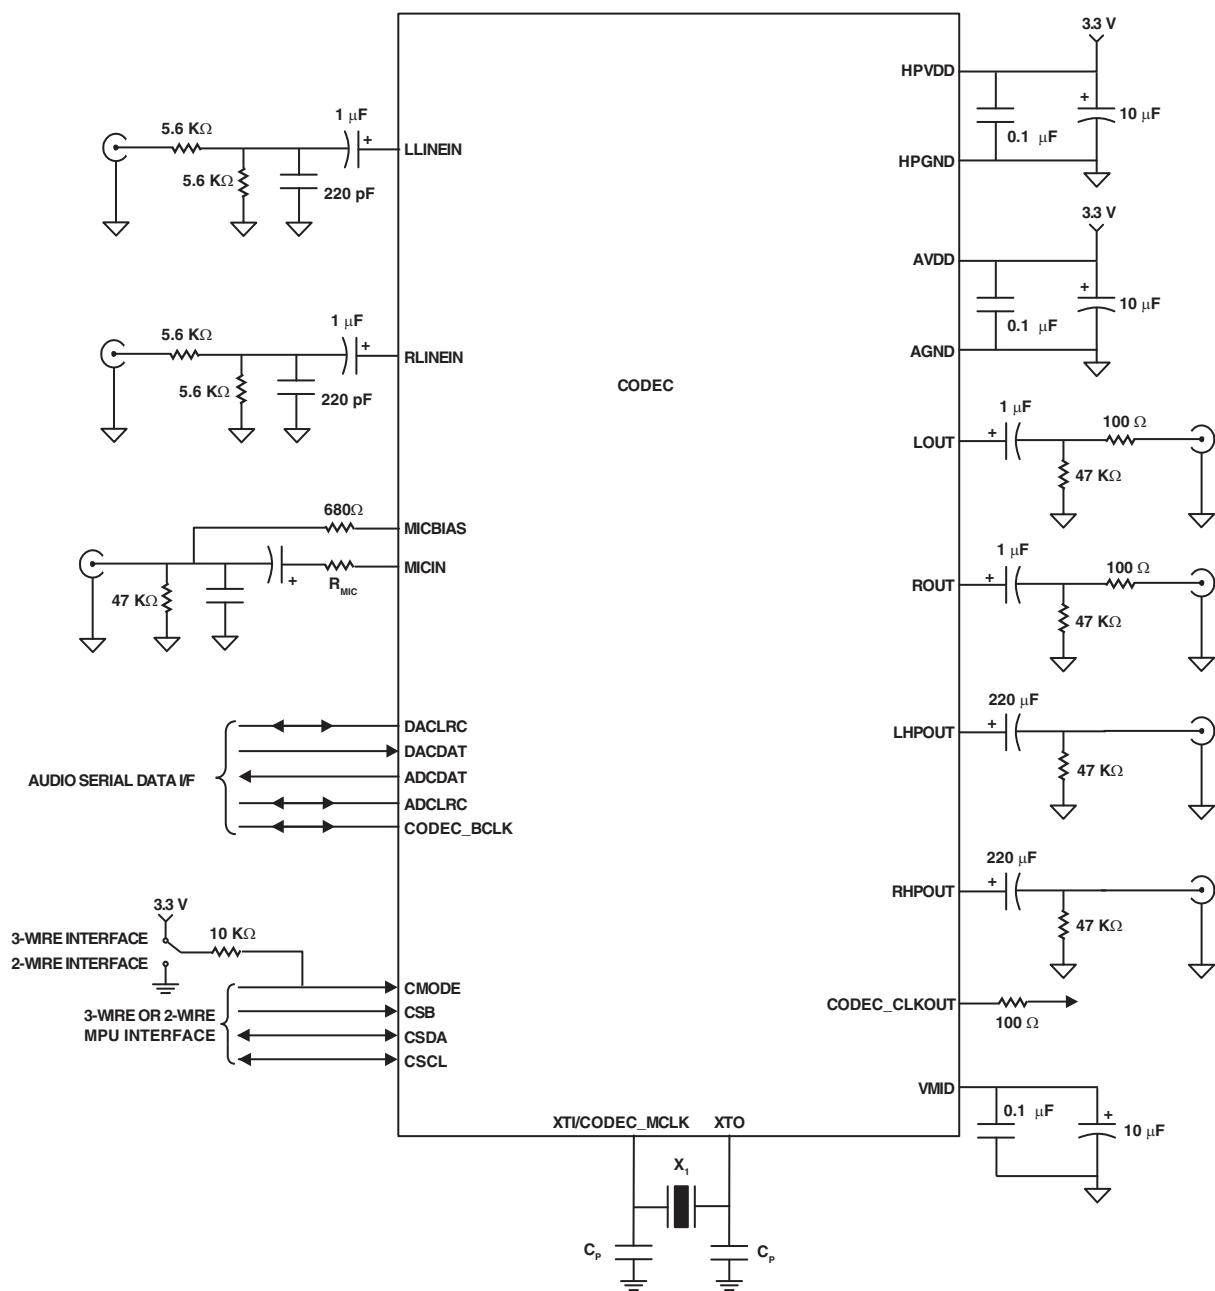 3.3 V
HPVDD
+
10 µF
0.1 µF
HPGND
1 µF
5.6 KΩ
+
LLINEIN
5.6 KΩ
220 pF
3.3 V
AVDD
+
10 µF
0.1 µF
AGND
1 µF
5.6 KΩ
+
RLINEIN
5.6 KΩ
220 pF
CODEC
1 µF
100 Ω
LOUT
+
47 KΩ
680Ω
MICBIAS
MICIN
+
R_MIC
47 KΩ
1 µF
100 Ω
ROUT
+
47 KΩ
220 µF
LHPOUT
+
47 KΩ
DACLRC
DACDAT
AUDIO SERIAL DATA I/F
ADCDAT
ADCLRC
CODEC_BCLK
220 µF
RHPOUT
+
47 KΩ
3.3 V
10 KΩ
3-WIRE INTERFACE
2-WIRE INTERFACE
CMODE
3-WIRE OR 2-WIRE
MPU INTERFACE
CSB
CSDA
CSCL
CODEC_CLKOUT
100 Ω
VMID
0.1 µF
+
10 µF
XTI/CODEC_MCLK
XTO
X1
CP
CP